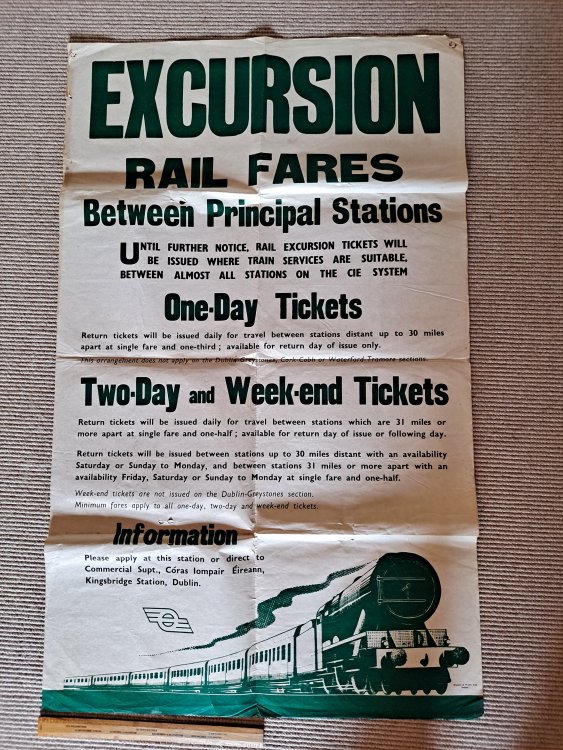 EXCURSION
RAIL FARES
Between Principal Stations
UNTIL FURTHER NOTICE, RAIL EXCURSION TICKETS WILL
BE ISSUED WHERE TRAIN SERVICES ARE SUITABLE,
BETWEEN ALMOST ALL STATIONS ON THE CIE SYSTEM
One-Day Tickets
Return tickets will be issued daily for travel between stations distant up to 30 miles
apart at single fare and one-third ; available for return day of issue only.
This arrangement does not apply on the Dublin-Greystones, Cork-Cobh or Waterford-Tramore sections.
Two-Day and Week-end Tickets
Return tickets will be issued daily for travel between stations which are 31 miles or
more apart at single fare and one-half ; available for return day of issue or following day.
Return tickets will be issued between stations up to 30 miles distant with an availability
Saturday or Sunday to Monday, and between stations 31 miles or more apart with an
availability Friday, Saturday or Sunday to Monday at single fare and one-half.
Week-end tickets are not issued on the Dublin-Greystones section.
Minimum fares apply to all one-day, two-day and week-end tickets.
Information
Please apply at this station or direct to
Commercial Supt., Córas Iompair Éireann,
Kingsbridge Station, Dublin.